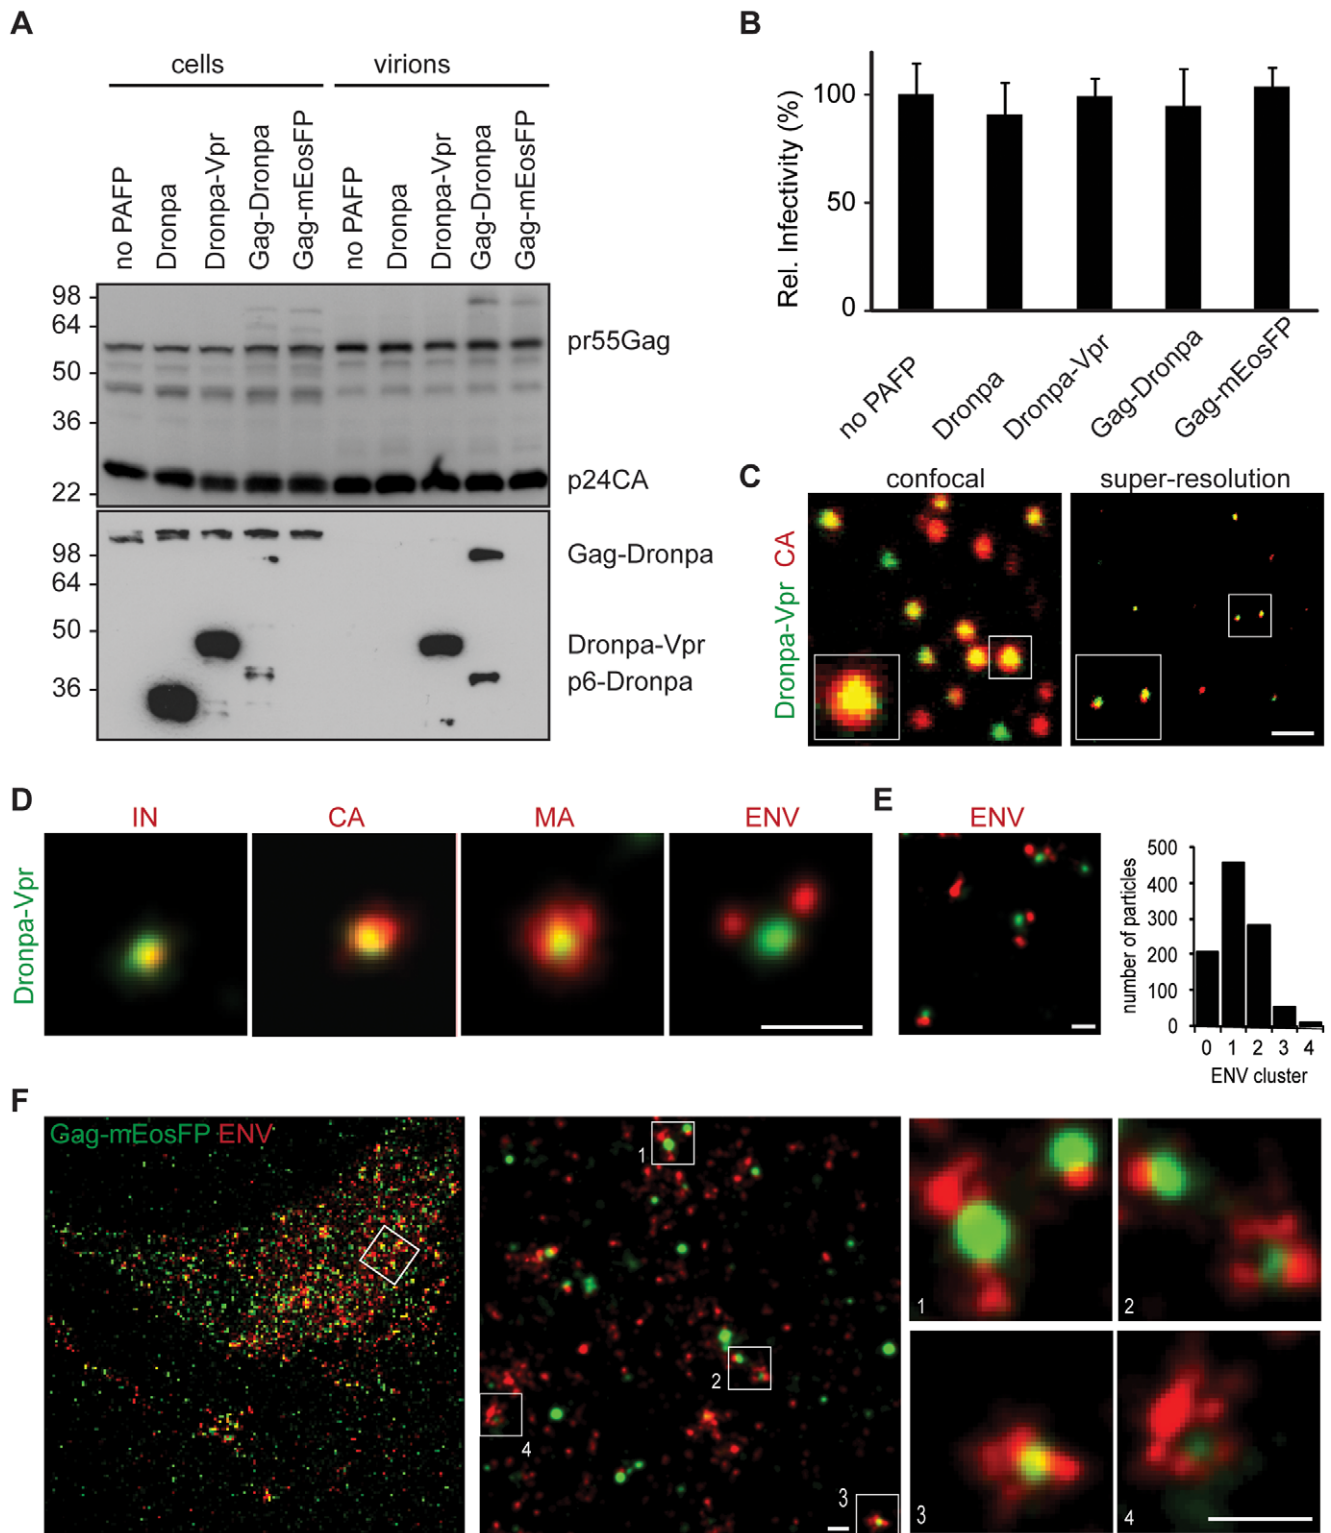 A
cells virions
no PAFP
Dronpa
Dronpa-Vpr
Gag-Dronpa
Gag-mEosFP
no PAFP
Dronpa
Dronpa-Vpr
Gag-Dronpa
Gag-mEosFP
98
64
50
36
22
pr55Gag
p24CA
98
64
50
36
Gag-Dronpa
Dronpa-Vpr
p6-Dronpa
B
Rel. Infectivity (%)
100
50
0
no PAFP
Dronpa
Dronpa-Vpr
Gag-Dronpa
Gag-mEosFP
C
confocal super-resolution
Dronpa-Vpr CA
D
IN CA MA ENV
Dronpa-Vpr
E
ENV
number of particles
500
400
300
200
100
0
0 1 2 3 4
ENV cluster
F
Gag-mEosFP ENV
1
2
4
3
1
2
3
4